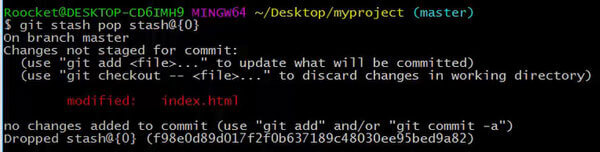 Roocket@DESKTOP-CD6IMH9 MINGW64 ~/Desktop/myproject (master)
$ git stash pop stash@{0}
On branch master
Changes not staged for commit:
  (use "git add <file>..." to update what will be committed)
  (use "git checkout -- <file>..." to discard changes in working directory)
        modified:   index.html
no changes added to commit (use "git add" and/or "git commit -a")
Dropped stash@{0} (f98e0d89d017f2f0b637189c48030ee95bed9a82)